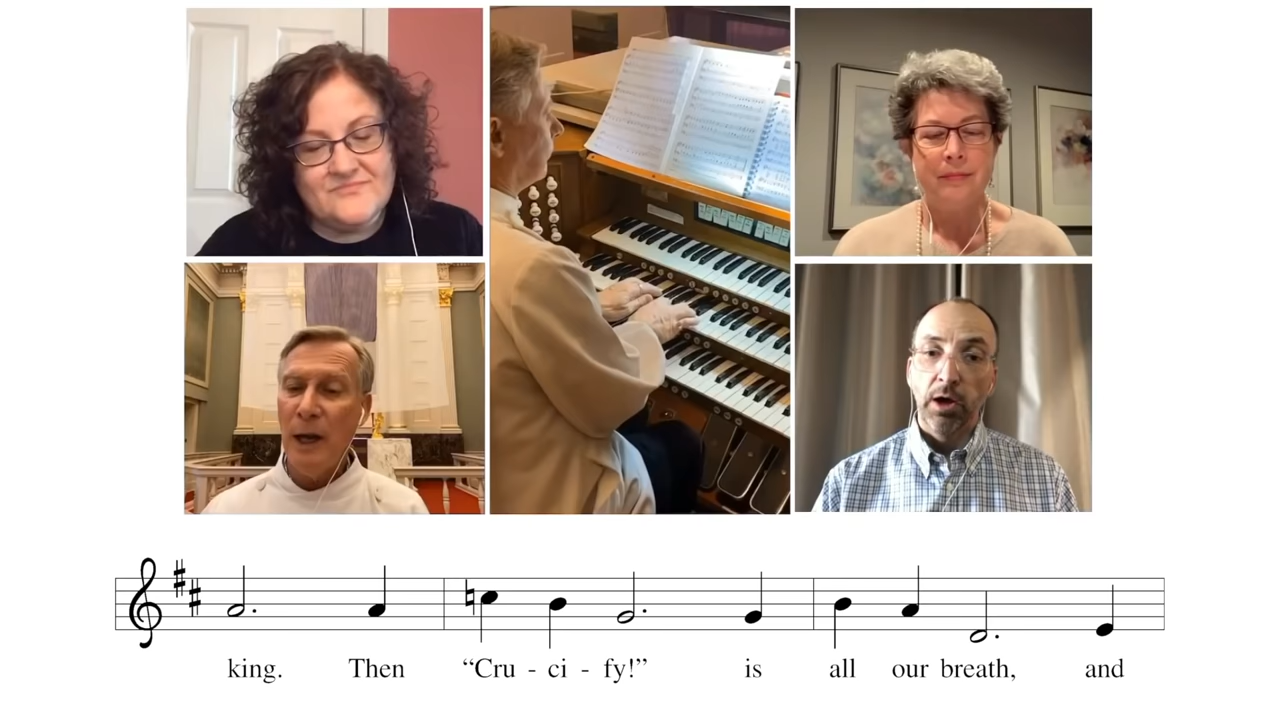 king. Then “Cru - ci - fy!” is all our breath, and